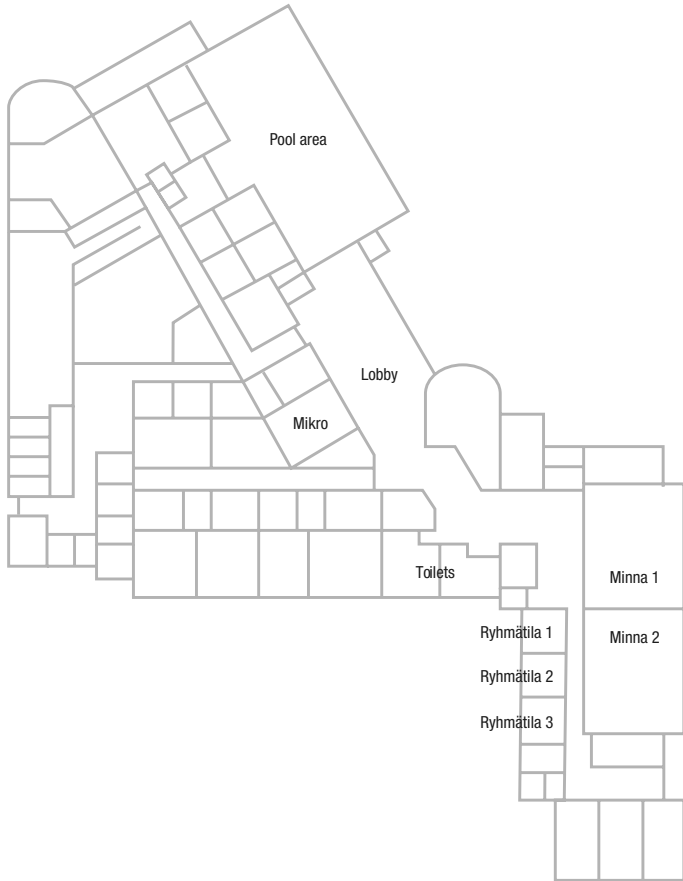 Pool area
Lobby
Mikro
Toilets
Minna 1
Ryhmätila 1
Minna 2
Ryhmätila 2
Ryhmätila 3